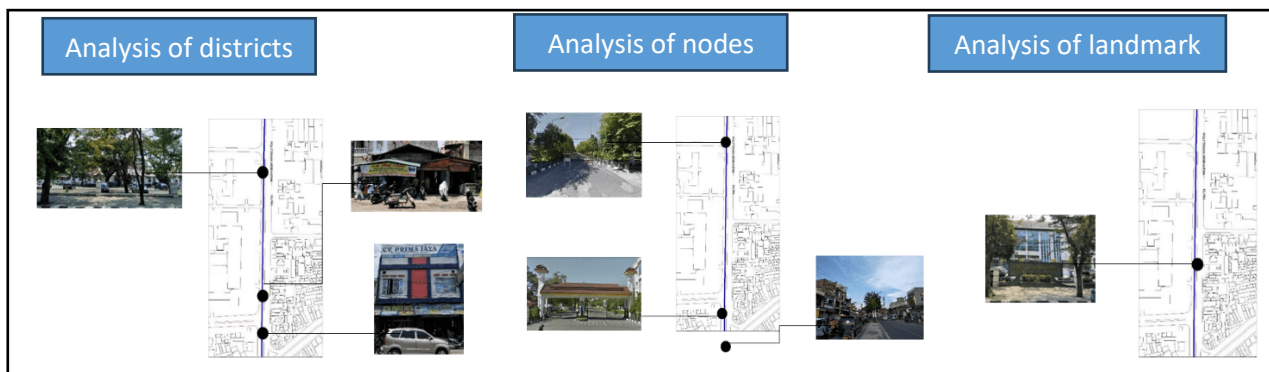 Analysis of districts
Analysis of nodes
Analysis of landmark
CV. PRIMA JAYA